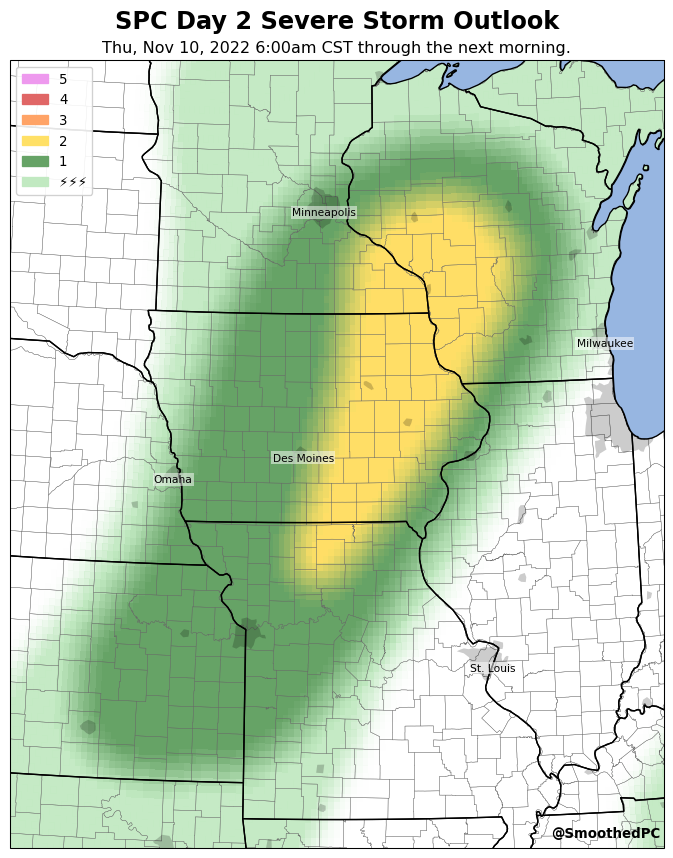 SPC Day 2 Severe Storm Outlook
Thu, Nov 10, 2022 6:00am CST through the next morning.
5
4
3
2
1
⚡⚡⚡
Minneapolis
Milwaukee
Des Moines
Omaha
St. Louis
@SmoothedPC